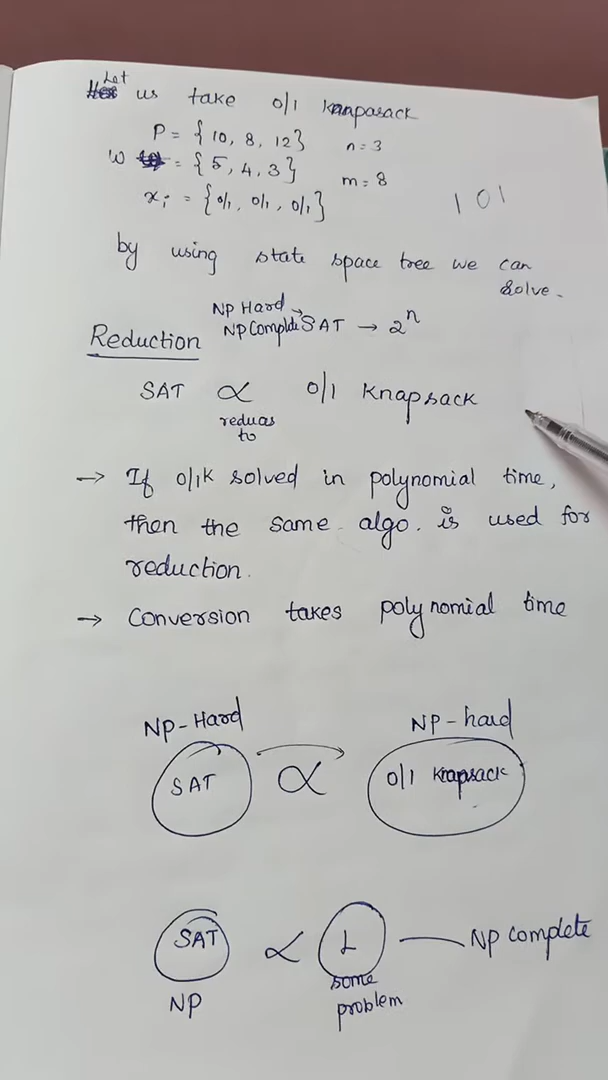 Let
us take 0/1 knapasack
P = { 10, 8, 12 } n = 3
W = { 5, 4, 3 } m = 8
xi = { 0/1, 0/1, 0/1 } 1 0 1
by using state space tree we can
solve.
NP Hard →
Reduction NP Complete SAT → 2^n
SAT ∝ 0/1 Knapsack
reduas
to
→ If 0/1K solved in polynomial time,
then the same algo. is used for
reduction.
→ Conversion takes polynomial time
NP-Hard NP-hard
SAT ∝ 0/1 Knapsack
SAT ∝ L — NP complete
NP some
problem